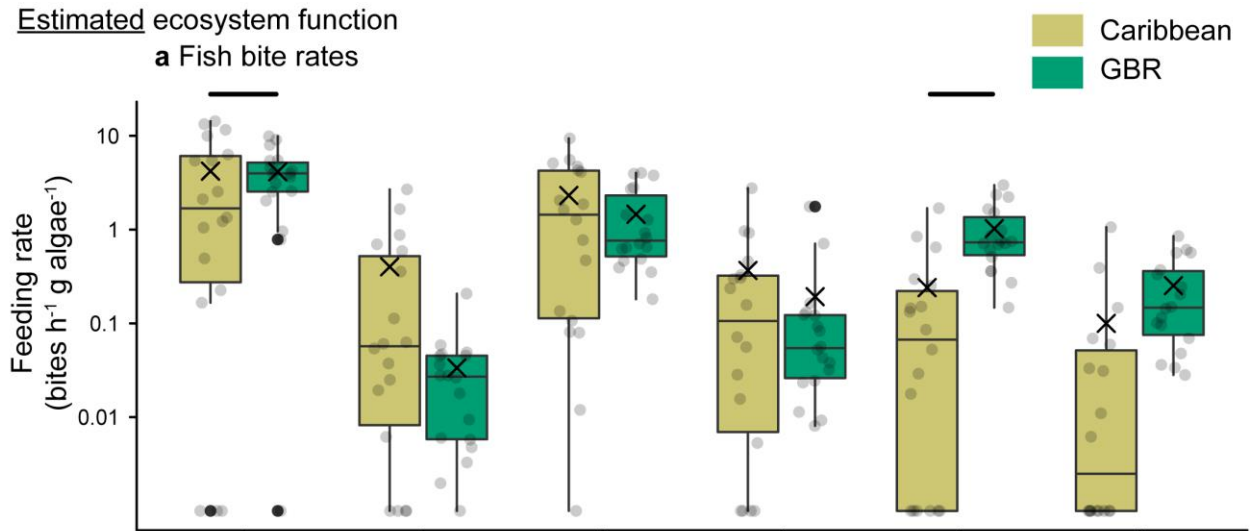 Estimated ecosystem function
a Fish bite rates
Caribbean
GBR
10
1
0.1
0.01
Feeding rate
(bites h⁻¹ g algae⁻¹)